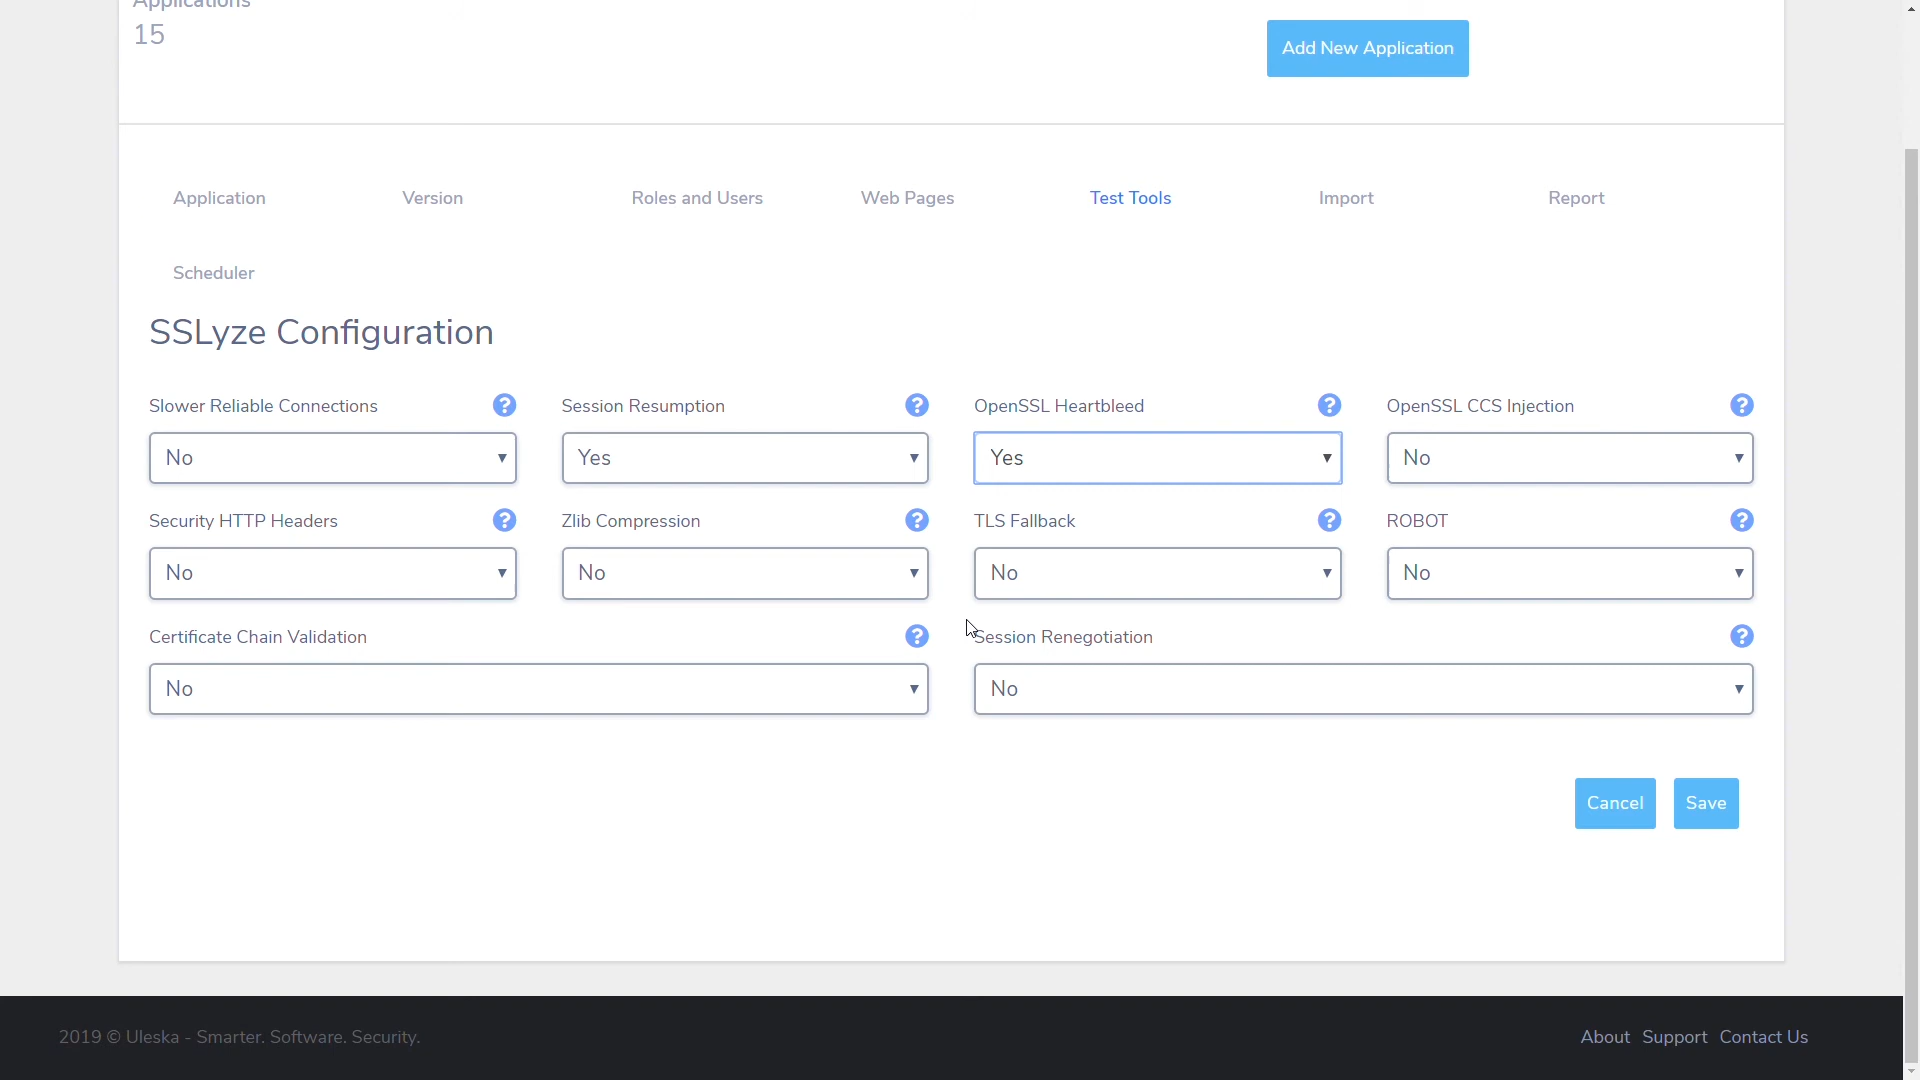 Applications
15
Add New Application
Application Version Roles and Users Web Pages Test Tools Import Report
Scheduler
SSLyze Configuration
Slower Reliable Connections ? Session Resumption ? OpenSSL Heartbleed ? OpenSSL CCS Injection ?
No Yes Yes No
Security HTTP Headers ? Zlib Compression ? TLS Fallback ? ROBOT ?
No No No No
Certificate Chain Validation ? Session Renegotiation ?
No No
Cancel Save
2019 © Uleska - Smarter. Software. Security. About Support Contact Us